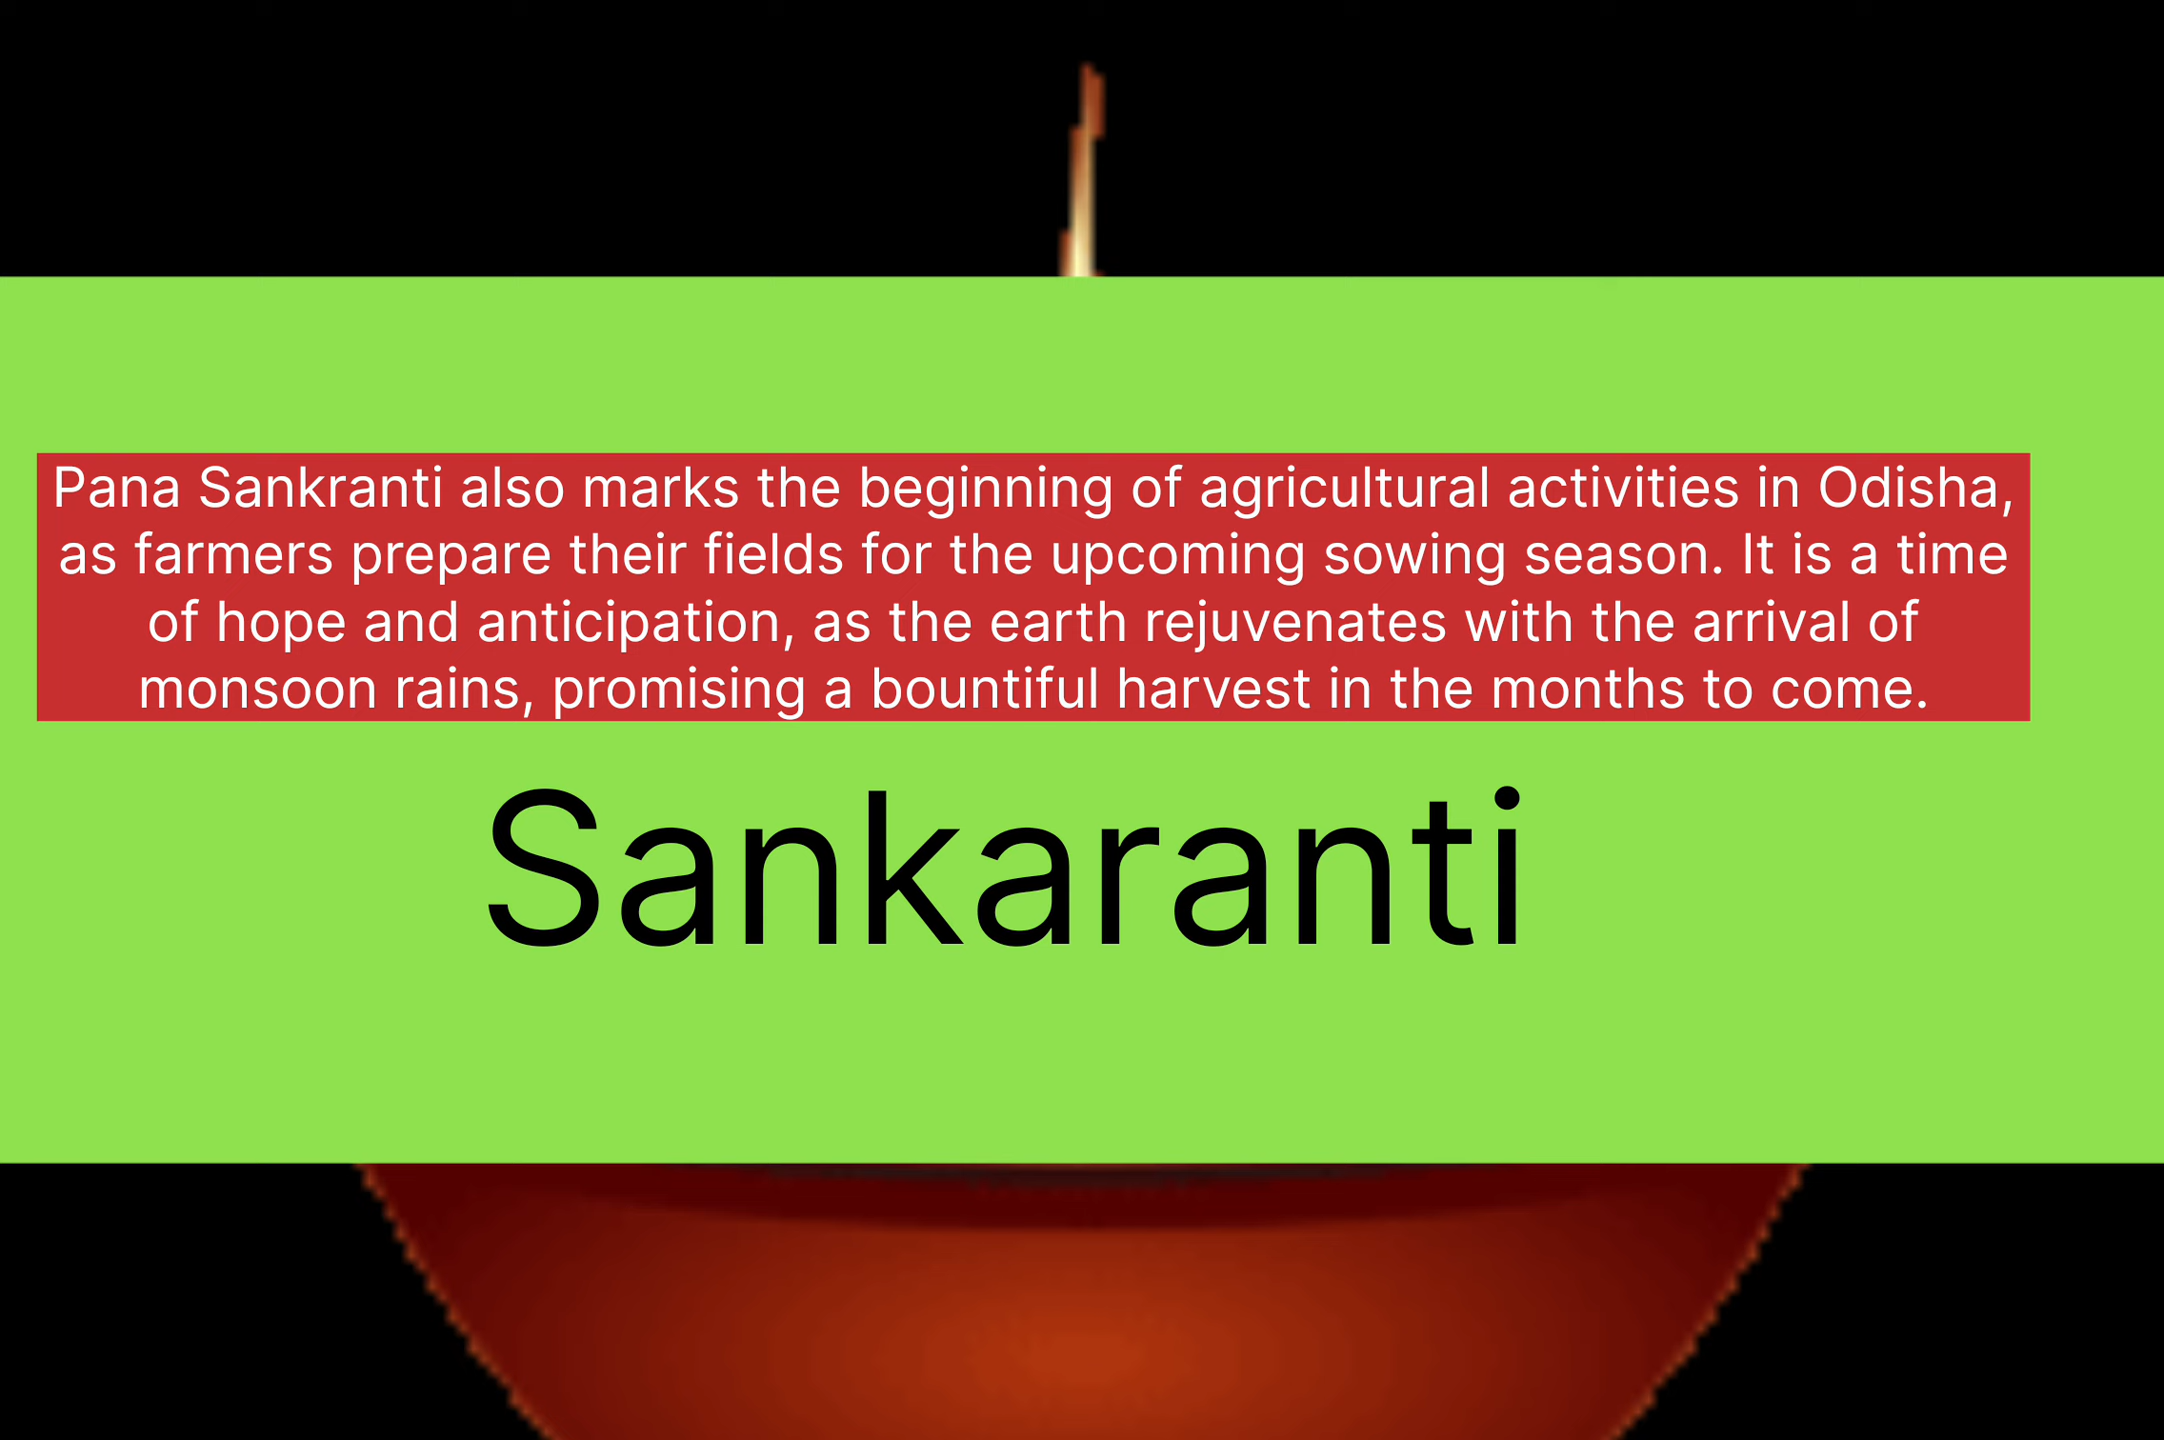 Pana Sankranti also marks the beginning of agricultural activities in Odisha,
as farmers prepare their fields for the upcoming sowing season. It is a time
of hope and anticipation, as the earth rejuvenates with the arrival of
monsoon rains, promising a bountiful harvest in the months to come.
Sankaranti